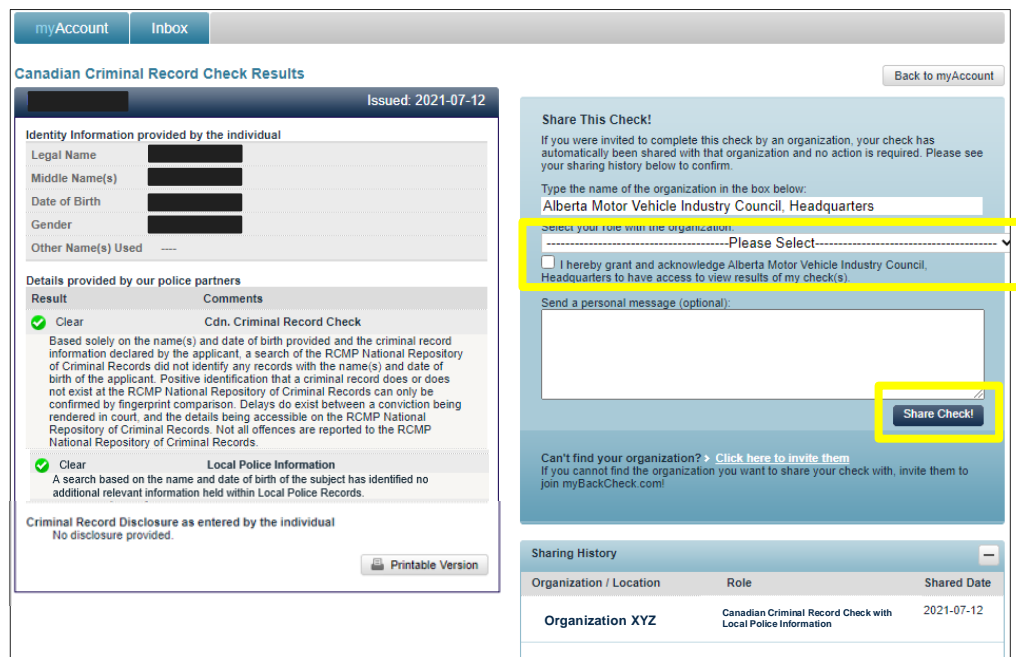 myAccount
Inbox
Canadian Criminal Record Check Results
Back to myAccount
Issued: 2021-07-12
Identity Information provided by the individual
Legal Name
Middle Name(s)
Date of Birth
Gender
Other Name(s) Used ----
Details provided by our police partners
Result Comments
Clear Cdn. Criminal Record Check
Based solely on the name(s) and date of birth provided and the criminal record
information declared by the applicant, a search of the RCMP National Repository
of Criminal Records did not identify any records with the name(s) and date of
birth of the applicant. Positive identification that a criminal record does or does
not exist at the RCMP National Repository of Criminal Records can only be
confirmed by fingerprint comparison. Delays do exist between a conviction being
rendered in court, and the details being accessible on the RCMP National
Repository of Criminal Records. Not all offences are reported to the RCMP
National Repository of Criminal Records.
Clear Local Police Information
A search based on the name and date of birth of the subject has identified no
additional relevant information held within Local Police Records.
Criminal Record Disclosure as entered by the individual
No disclosure provided.
Printable Version
Share This Check!
If you were invited to complete this check by an organization, your check has
automatically been shared with that organization and no action is required. Please see
your sharing history below to confirm.
Type the name of the organization in the box below:
Alberta Motor Vehicle Industry Council, Headquarters
Select your role with the organization:
----------------------------------------Please Select----------------------------------------
I hereby grant and acknowledge Alberta Motor Vehicle Industry Council,
Headquarters to have access to view results of my check(s).
Send a personal message (optional):
Share Check!
Can't find your organization? > Click here to invite them
If you cannot find the organization you want to share your check with, invite them to
join myBackCheck.com!
Sharing History
Organization / Location Role Shared Date
Organization XYZ
Canadian Criminal Record Check with
Local Police Information
2021-07-12